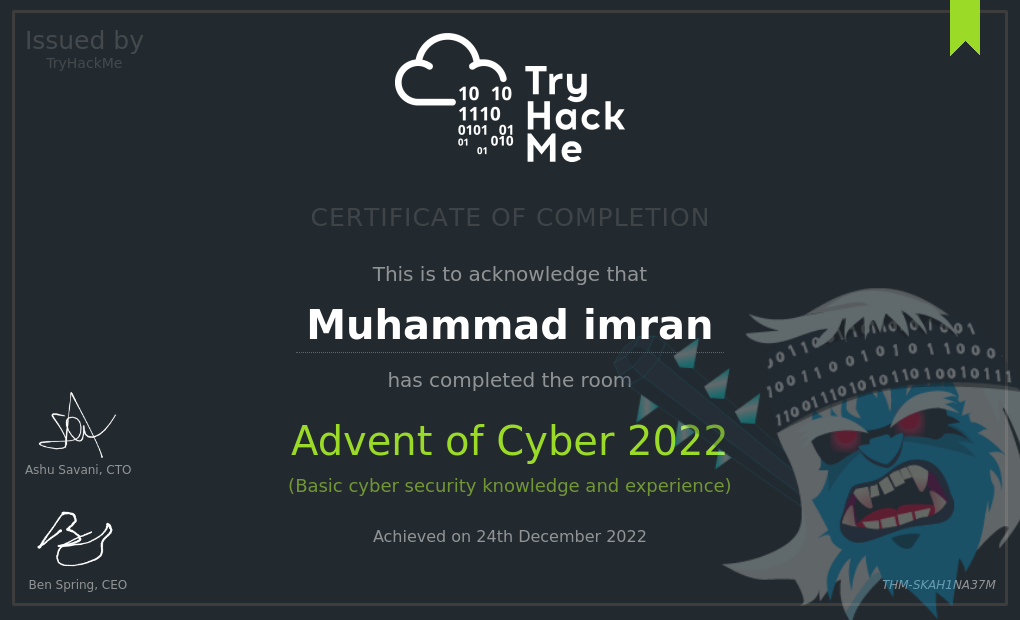 Issued by
TryHackMe
10 10
1110
0101 01
01 010
01
Try
Hack
Me
CERTIFICATE OF COMPLETION
This is to acknowledge that
Muhammad imran
has completed the room
Advent of Cyber 2022
(Basic cyber security knowledge and experience)
Achieved on 24th December 2022
Ashu Savani, CTO
Ben Spring, CEO
THM-SKAH1NA37M